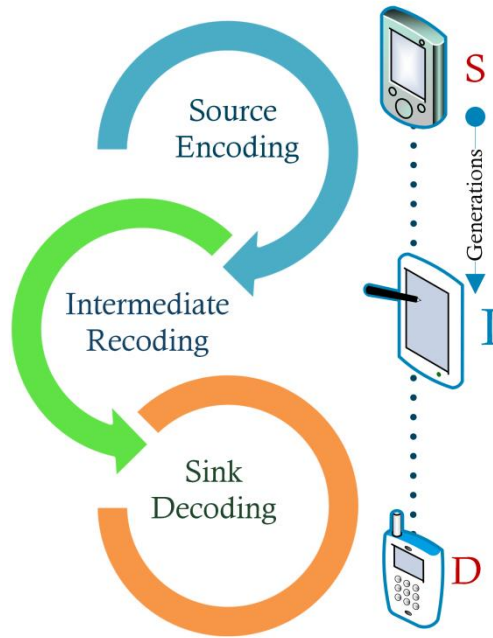 Source
Encoding
S
Generations
Intermediate
Recoding
I
Sink
Decoding
D